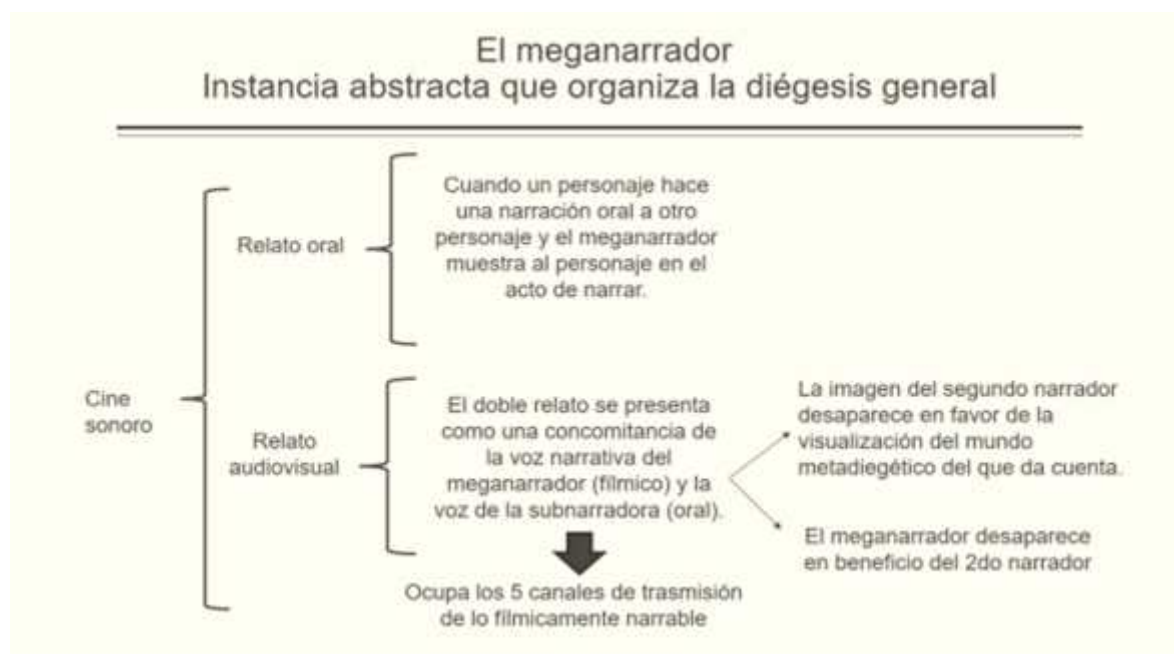 El meganarrador
Instancia abstracta que organiza la diégesis general
Cine
sonoro
Relato oral
Cuando un personaje hace
una narración oral a otro
personaje y el meganarrador
muestra al personaje en el
acto de narrar.
Relato
audiovisual
El doble relato se presenta
como una concomitancia de
la voz narrativa del
meganarrador (fílmico) y la
voz de la subnarradora (oral).
Ocupa los 5 canales de trasmisión
de lo fílmicamente narrable
La imagen del segundo narrador
desaparece en favor de la
visualización del mundo
metadiegético del que da cuenta.
El meganarrador desaparece
en beneficio del 2do narrador